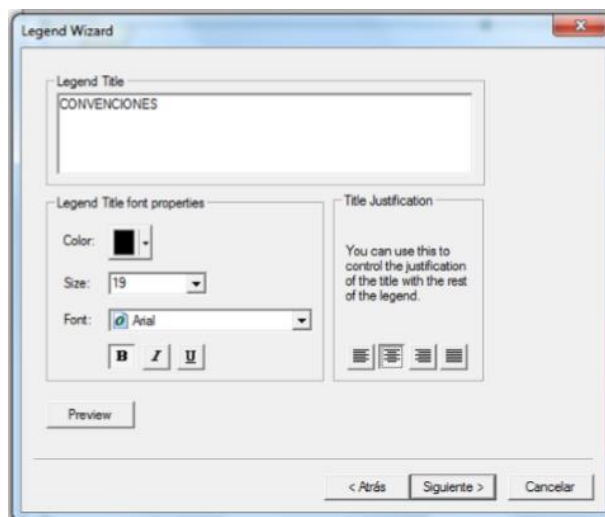 Legend Wizard
Legend Title
CONVENCIONES
Legend Title font properties
Color:
Size: 19
Font: Arial
B I U
Title Justification
You can use this to
control the justification
of the title with the rest
of the legend.
Preview
< Atrás Siguiente > Cancelar